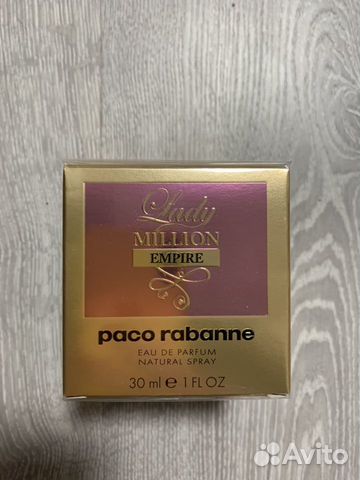 Lady
MILLION
EMPIRE
paco rabanne
EAU DE PARFUM
NATURAL SPRAY
30 ml ℮ 1 FL OZ
Avito